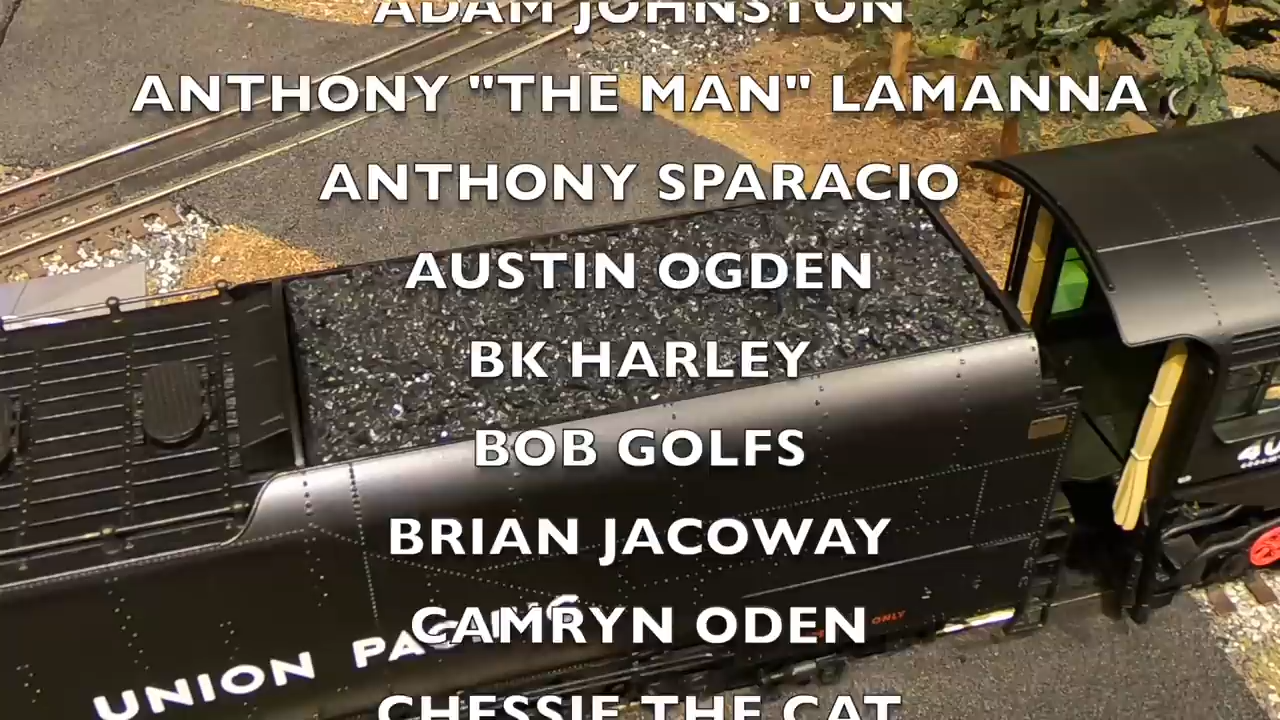 ADAM JOHNSTON
ANTHONY "THE MAN" LAMANNA
ANTHONY SPARACIO
AUSTIN OGDEN
BK HARLEY
BOB GOLFS
BRIAN JACOWAY
CAMRYN ODEN
ONLY
UNION PACIFIC
CHESSIE THE CAT